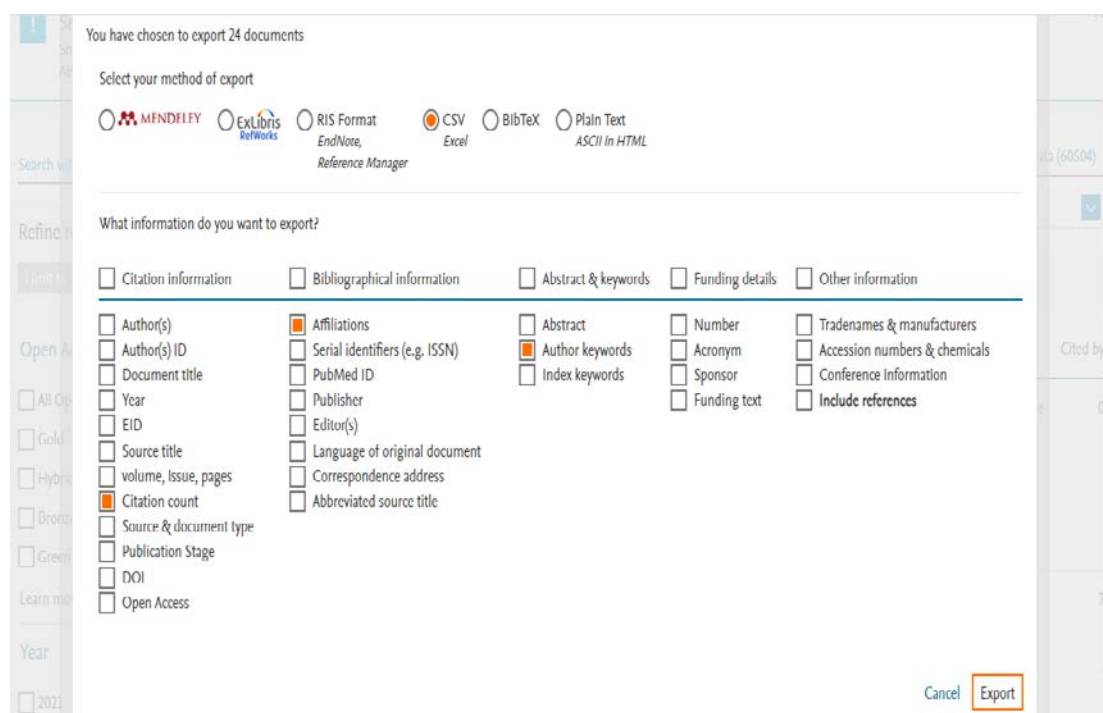 You have chosen to export 24 documents
Select your method of export
MENDELEY
ExLibris
RefWorks
RIS Format
EndNote,
Reference Manager
CSV
Excel
BibTeX
Plain Text
ASCII in HTML
What information do you want to export?
Citation information
Author(s)
Author(s) ID
Document title
Year
EID
Source title
volume, Issue, pages
Citation count
Source & document type
Publication Stage
DOI
Open Access
Bibliographical information
Affiliations
Serial identifiers (e.g. ISSN)
PubMed ID
Publisher
Editor(s)
Language of original document
Correspondence address
Abbreviated source title
Abstract & keywords
Abstract
Author keywords
Index keywords
Funding details
Number
Acronym
Sponsor
Funding text
Other information
Tradenames & manufacturers
Accession numbers & chemicals
Conference information
Include references
Cancel
Export
Search
Refine
Open
All
Gold
Green
Learn
Year
2021
(60504)
Cited by